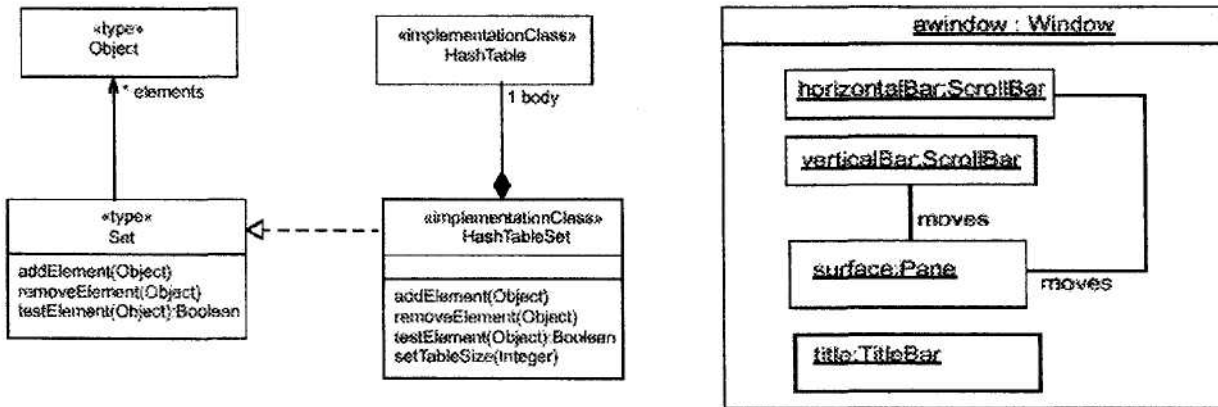 «type»
Object
* elements
«type»
Set
addElement(Object)
removeElement(Object)
testElement(Object):Boolean
«implementationClass»
HashTable
1 body
«implementationClass»
HashTableSet
addElement(Object)
removeElement(Object)
testElement(Object):Boolean
setTableSize(Integer)
awindow : Window
horizontalBar:ScrollBar
verticalBar:ScrollBar
moves
surface:Pane
moves
title:TitleBar